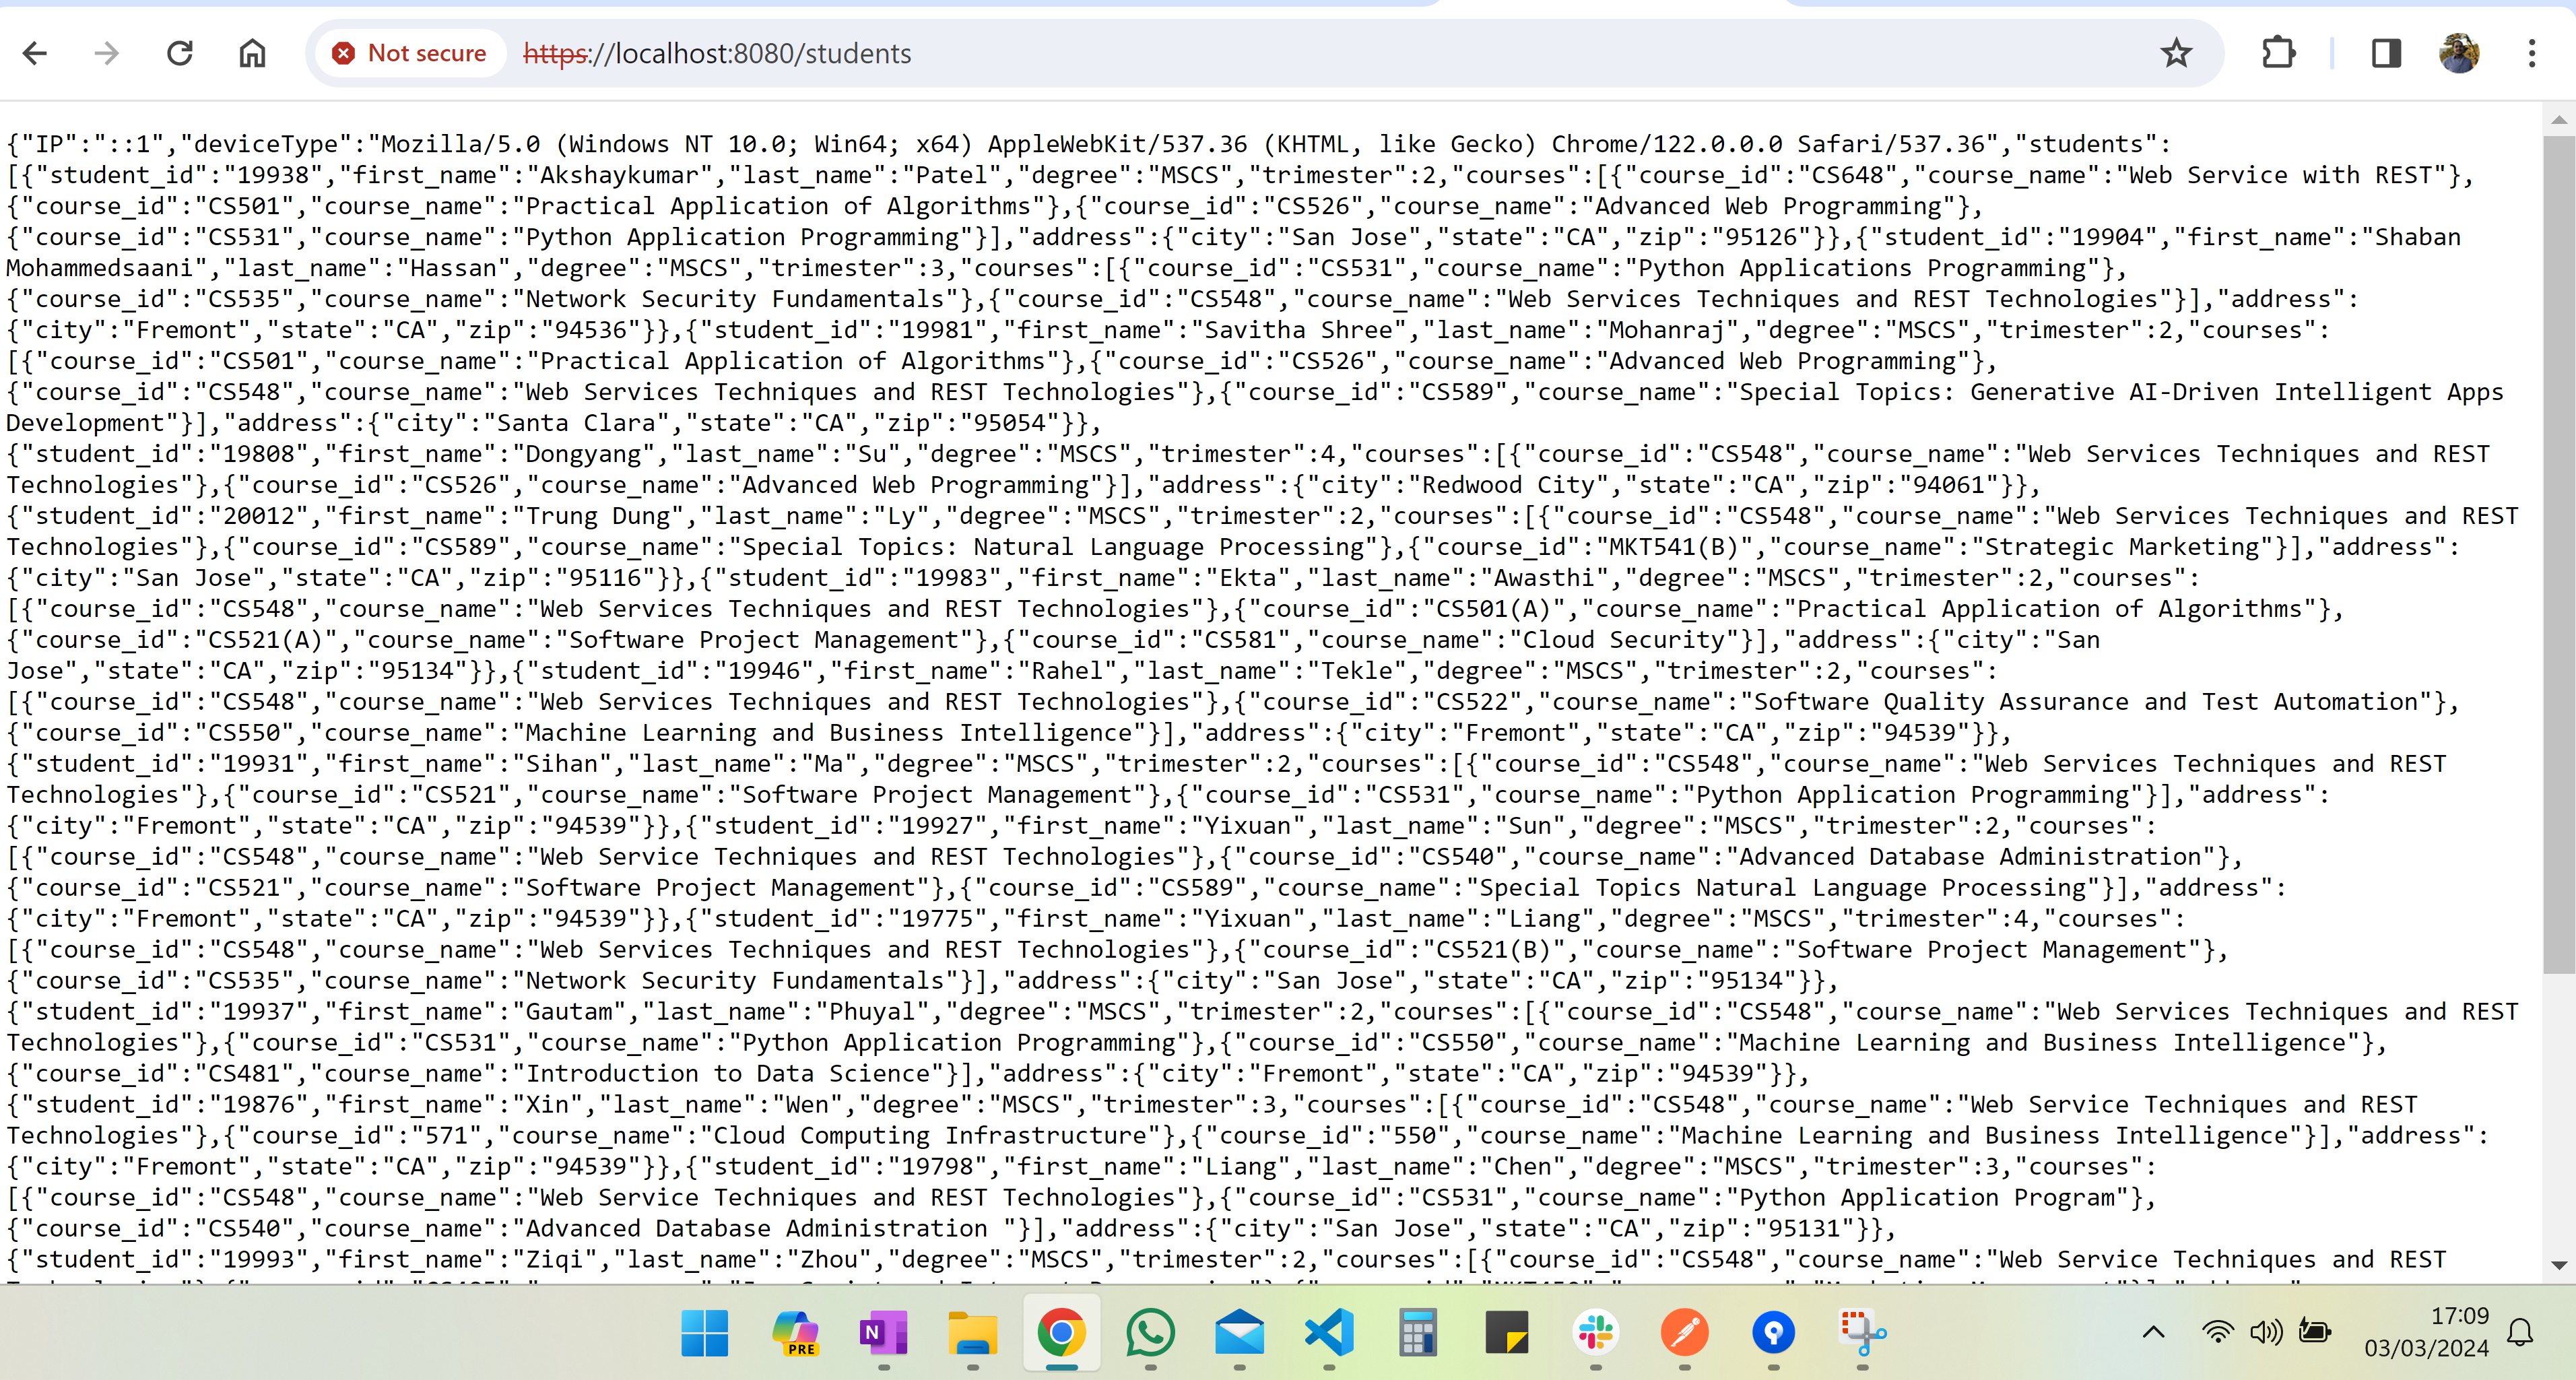 Not secure https://localhost:8080/students
{"IP":"::1","deviceType":"Mozilla/5.0 (Windows NT 10.0; Win64; x64) AppleWebKit/537.36 (KHTML, like Gecko) Chrome/122.0.0.0 Safari/537.36","students":
[{"student_id":"19938","first_name":"Akshaykumar","last_name":"Patel","degree":"MSCS","trimester":2,"courses":[{"course_id":"CS648","course_name":"Web Service with REST"},
{"course_id":"CS501","course_name":"Practical Application of Algorithms"},{"course_id":"CS526","course_name":"Advanced Web Programming"},
{"course_id":"CS531","course_name":"Python Application Programming"}],"address":{"city":"San Jose","state":"CA","zip":"95126"}},{"student_id":"19904","first_name":"Shaban
Mohammedsaani","last_name":"Hassan","degree":"MSCS","trimester":3,"courses":[{"course_id":"CS531","course_name":"Python Applications Programming"},
{"course_id":"CS535","course_name":"Network Security Fundamentals"},{"course_id":"CS548","course_name":"Web Services Techniques and REST Technologies"}],"address":
{"city":"Fremont","state":"CA","zip":"94536"}},{"student_id":"19981","first_name":"Savitha Shree","last_name":"Mohanraj","degree":"MSCS","trimester":2,"courses":
[{"course_id":"CS501","course_name":"Practical Application of Algorithms"},{"course_id":"CS526","course_name":"Advanced Web Programming"},
{"course_id":"CS548","course_name":"Web Services Techniques and REST Technologies"},{"course_id":"CS589","course_name":"Special Topics: Generative AI-Driven Intelligent Apps
Development"}],"address":{"city":"Santa Clara","state":"CA","zip":"95054"}},
{"student_id":"19808","first_name":"Dongyang","last_name":"Su","degree":"MSCS","trimester":4,"courses":[{"course_id":"CS548","course_name":"Web Services Techniques and REST
Technologies"},{"course_id":"CS526","course_name":"Advanced Web Programming"}],"address":{"city":"Redwood City","state":"CA","zip":"94061"}},
{"student_id":"20012","first_name":"Trung Dung","last_name":"Ly","degree":"MSCS","trimester":2,"courses":[{"course_id":"CS548","course_name":"Web Services Techniques and REST
Technologies"},{"course_id":"CS589","course_name":"Special Topics: Natural Language Processing"},{"course_id":"MKT541(B)","course_name":"Strategic Marketing"}],"address":
{"city":"San Jose","state":"CA","zip":"95116"}},{"student_id":"19983","first_name":"Ekta","last_name":"Awasthi","degree":"MSCS","trimester":2,"courses":
[{"course_id":"CS548","course_name":"Web Services Techniques and REST Technologies"},{"course_id":"CS501(A)","course_name":"Practical Application of Algorithms"},
{"course_id":"CS521(A)","course_name":"Software Project Management"},{"course_id":"CS581","course_name":"Cloud Security"}],"address":{"city":"San
Jose","state":"CA","zip":"95134"}},{"student_id":"19946","first_name":"Rahel","last_name":"Tekle","degree":"MSCS","trimester":2,"courses":
[{"course_id":"CS548","course_name":"Web Services Techniques and REST Technologies"},{"course_id":"CS522","course_name":"Software Quality Assurance and Test Automation"},
{"course_id":"CS550","course_name":"Machine Learning and Business Intelligence"}],"address":{"city":"Fremont","state":"CA","zip":"94539"}},
{"student_id":"19931","first_name":"Sihan","last_name":"Ma","degree":"MSCS","trimester":2,"courses":[{"course_id":"CS548","course_name":"Web Services Techniques and REST
Technologies"},{"course_id":"CS521","course_name":"Software Project Management"},{"course_id":"CS531","course_name":"Python Application Programming"}],"address":
{"city":"Fremont","state":"CA","zip":"94539"}},{"student_id":"19927","first_name":"Yixuan","last_name":"Sun","degree":"MSCS","trimester":2,"courses":
[{"course_id":"CS548","course_name":"Web Service Techniques and REST Technologies"},{"course_id":"CS540","course_name":"Advanced Database Administration"},
{"course_id":"CS521","course_name":"Software Project Management"},{"course_id":"CS589","course_name":"Special Topics Natural Language Processing"}],"address":
{"city":"Fremont","state":"CA","zip":"94539"}},{"student_id":"19775","first_name":"Yixuan","last_name":"Liang","degree":"MSCS","trimester":4,"courses":
[{"course_id":"CS548","course_name":"Web Services Techniques and REST Technologies"},{"course_id":"CS521(B)","course_name":"Software Project Management"},
{"course_id":"CS535","course_name":"Network Security Fundamentals"}],"address":{"city":"San Jose","state":"CA","zip":"95134"}},
{"student_id":"19937","first_name":"Gautam","last_name":"Phuyal","degree":"MSCS","trimester":2,"courses":[{"course_id":"CS548","course_name":"Web Services Techniques and REST
Technologies"},{"course_id":"CS531","course_name":"Python Application Programming"},{"course_id":"CS550","course_name":"Machine Learning and Business Intelligence"},
{"course_id":"CS481","course_name":"Introduction to Data Science"}],"address":{"city":"Fremont","state":"CA","zip":"94539"}},
{"student_id":"19876","first_name":"Xin","last_name":"Wen","degree":"MSCS","trimester":3,"courses":[{"course_id":"CS548","course_name":"Web Service Techniques and REST
Technologies"},{"course_id":"571","course_name":"Cloud Computing Infrastructure"},{"course_id":"550","course_name":"Machine Learning and Business Intelligence"}],"address":
{"city":"Fremont","state":"CA","zip":"94539"}},{"student_id":"19798","first_name":"Liang","last_name":"Chen","degree":"MSCS","trimester":3,"courses":
[{"course_id":"CS548","course_name":"Web Service Techniques and REST Technologies"},{"course_id":"CS531","course_name":"Python Application Program"},
{"course_id":"CS540","course_name":"Advanced Database Administration "}],"address":{"city":"San Jose","state":"CA","zip":"95131"}},
{"student_id":"19993","first_name":"Ziqi","last_name":"Zhou","degree":"MSCS","trimester":2,"courses":[{"course_id":"CS548","course_name":"Web Service Techniques and REST
PRE
N
17:09
03/03/2024